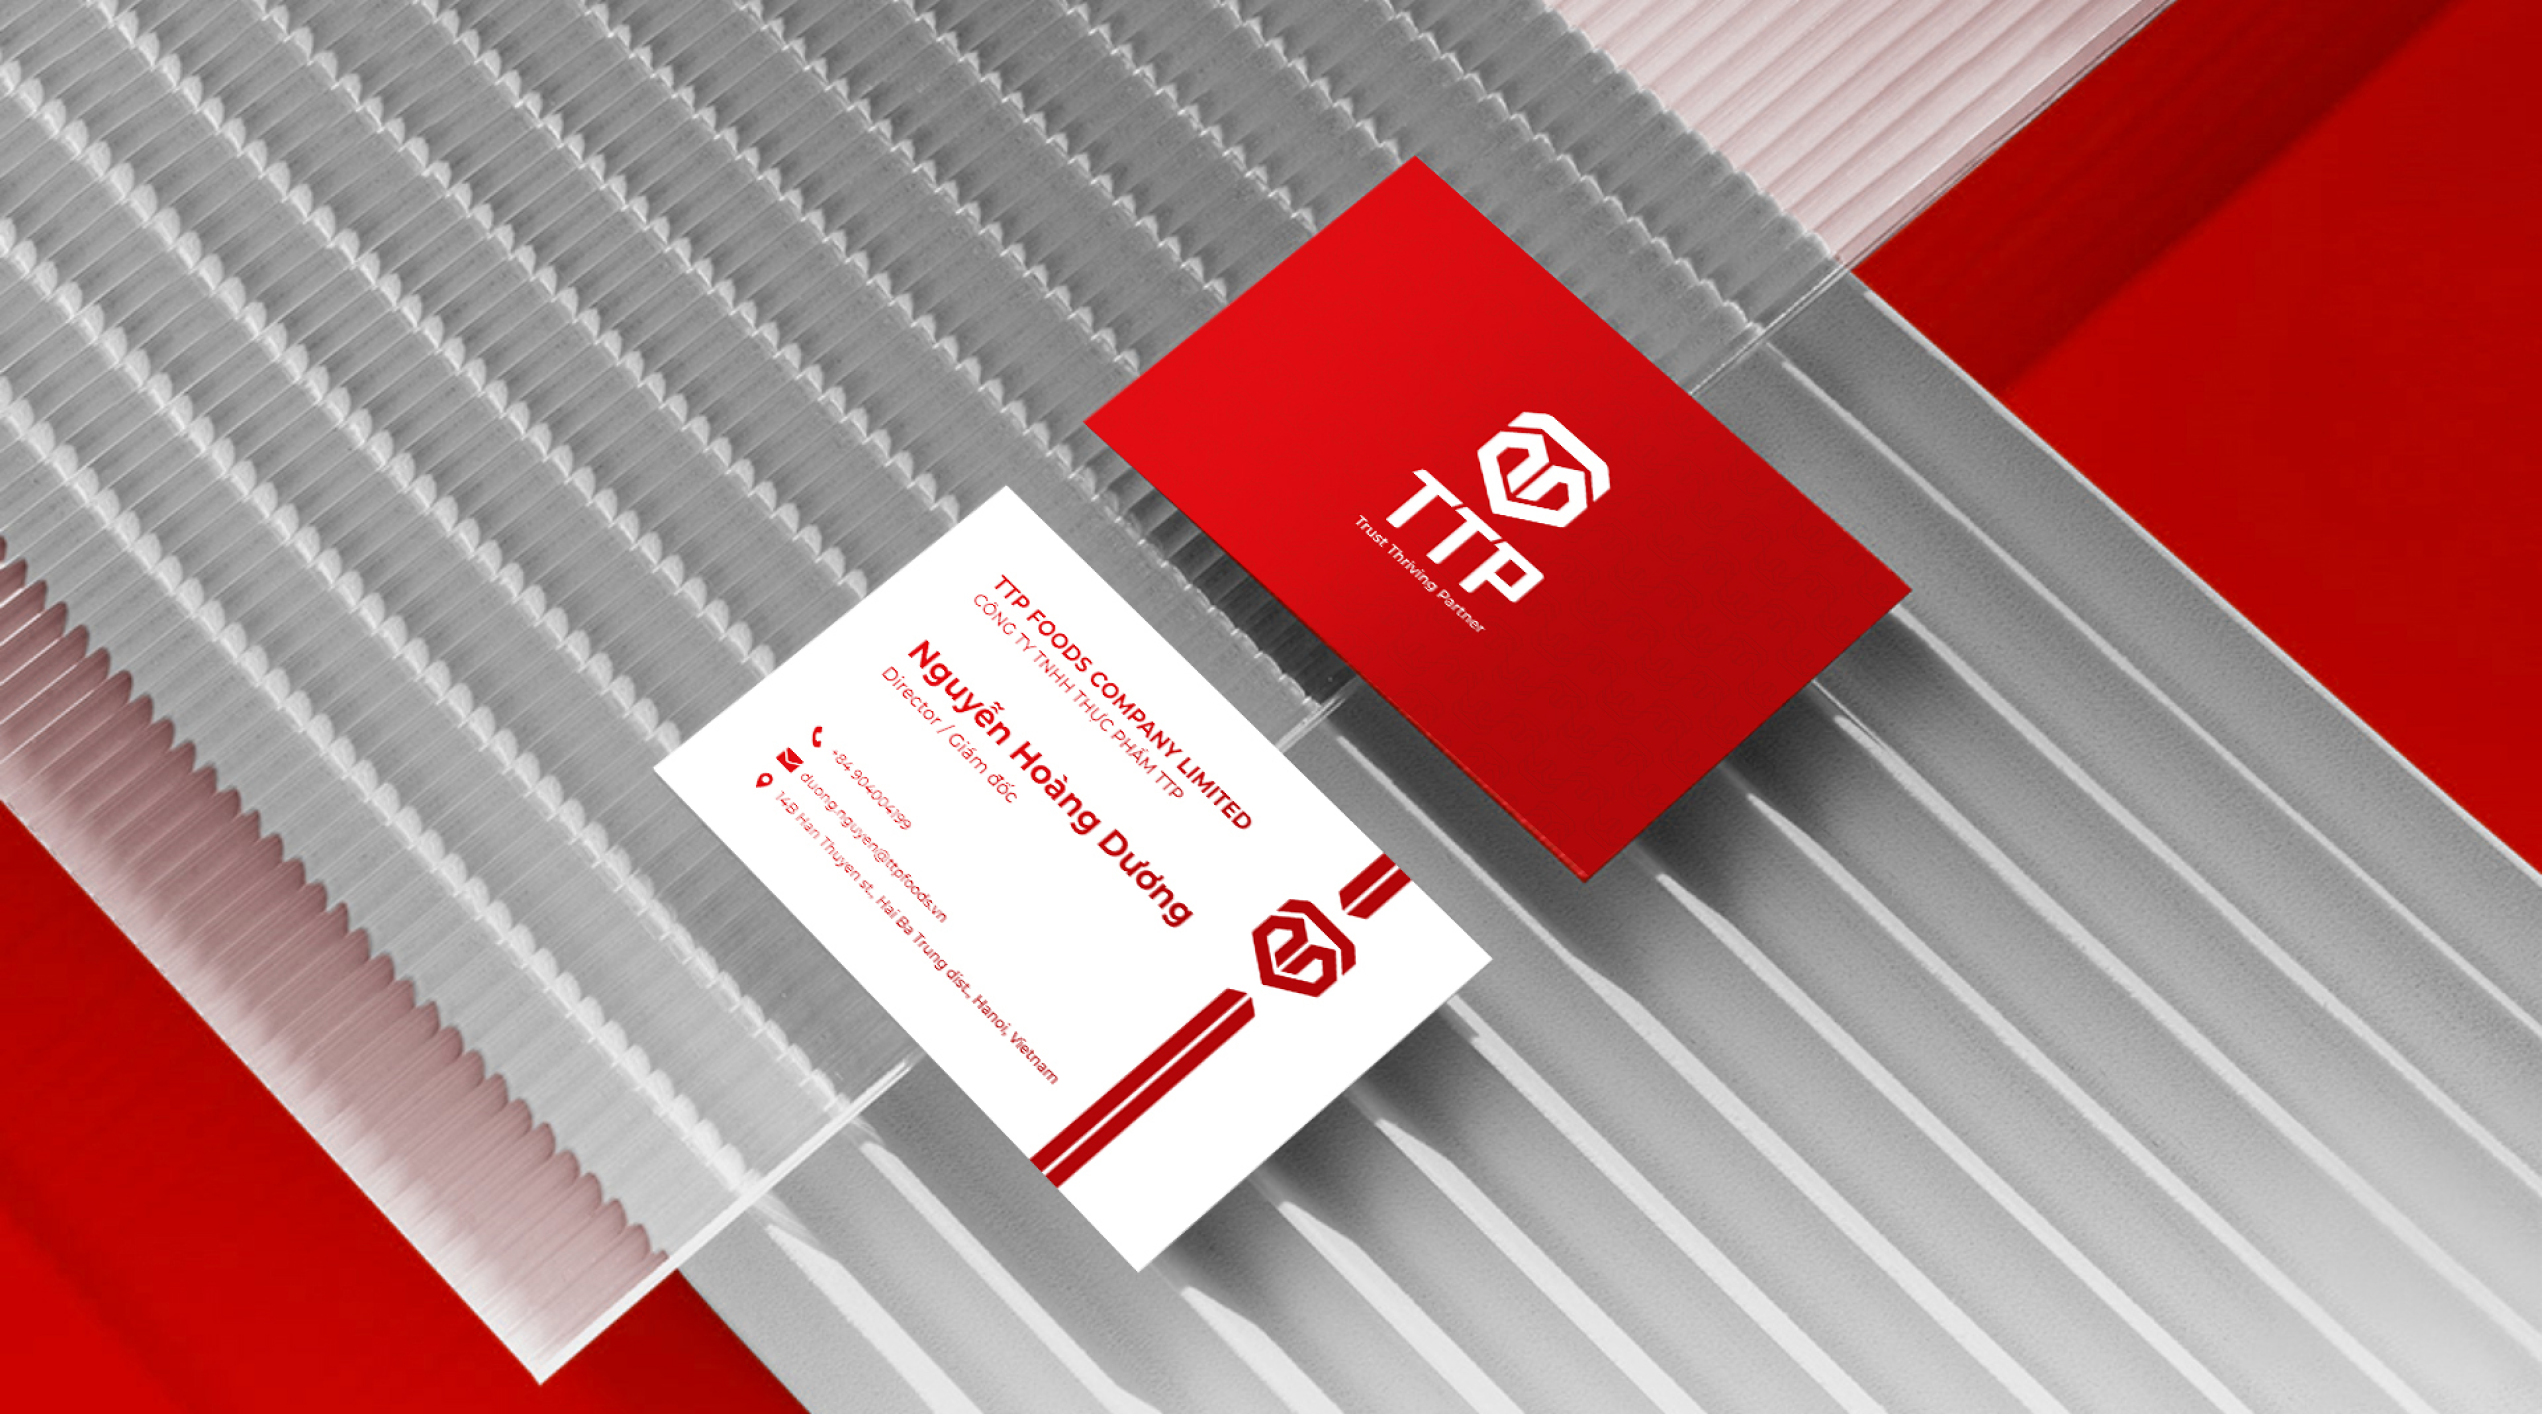 TTP
Trust Thriving Partner
TTP FOODS COMPANY LIMITED
CÔNG TY TNHH THỰC PHẨM TTP
Nguyễn Hoàng Dương
Director / Giám đốc
+84 904004199
duong.nguyen@ttpfoods.vn
14B Han Thuyen st., Hai Ba Trung dist., Hanoi, Vietnam